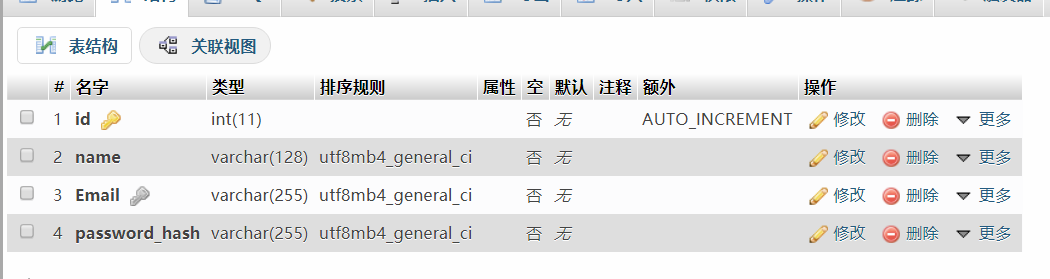 表结构 关联视图
# 名字 类型 排序规则 属性 空 默认 注释 额外 操作
1 id int(11) 否 无 AUTO_INCREMENT 修改 删除 更多
2 name varchar(128) utf8mb4_general_ci 否 无 修改 删除 更多
3 Email varchar(255) utf8mb4_general_ci 否 无 修改 删除 更多
4 password_hash varchar(255) utf8mb4_general_ci 否 无 修改 删除 更多